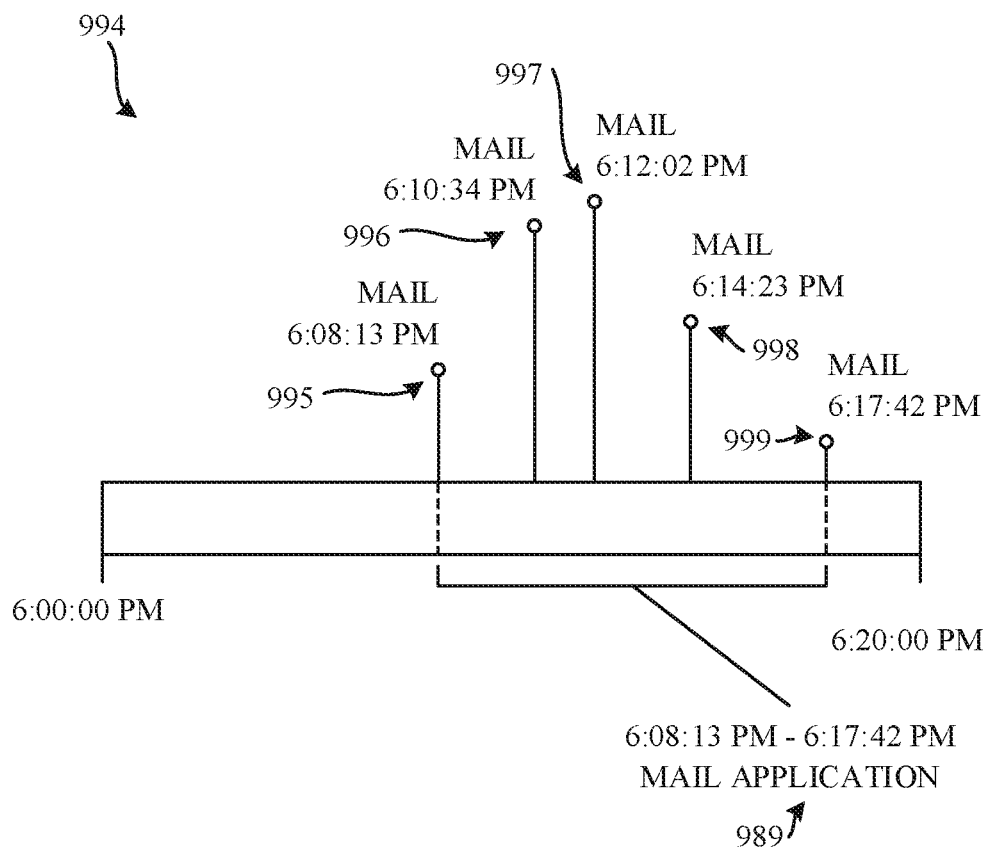 994
997
MAIL
6:12:02 PM
MAIL
6:10:34 PM
996
MAIL
6:14:23 PM
998
MAIL
6:08:13 PM
995
MAIL
6:17:42 PM
999
6:00:00 PM
6:20:00 PM
6:08:13 PM - 6:17:42 PM
MAIL APPLICATION
989